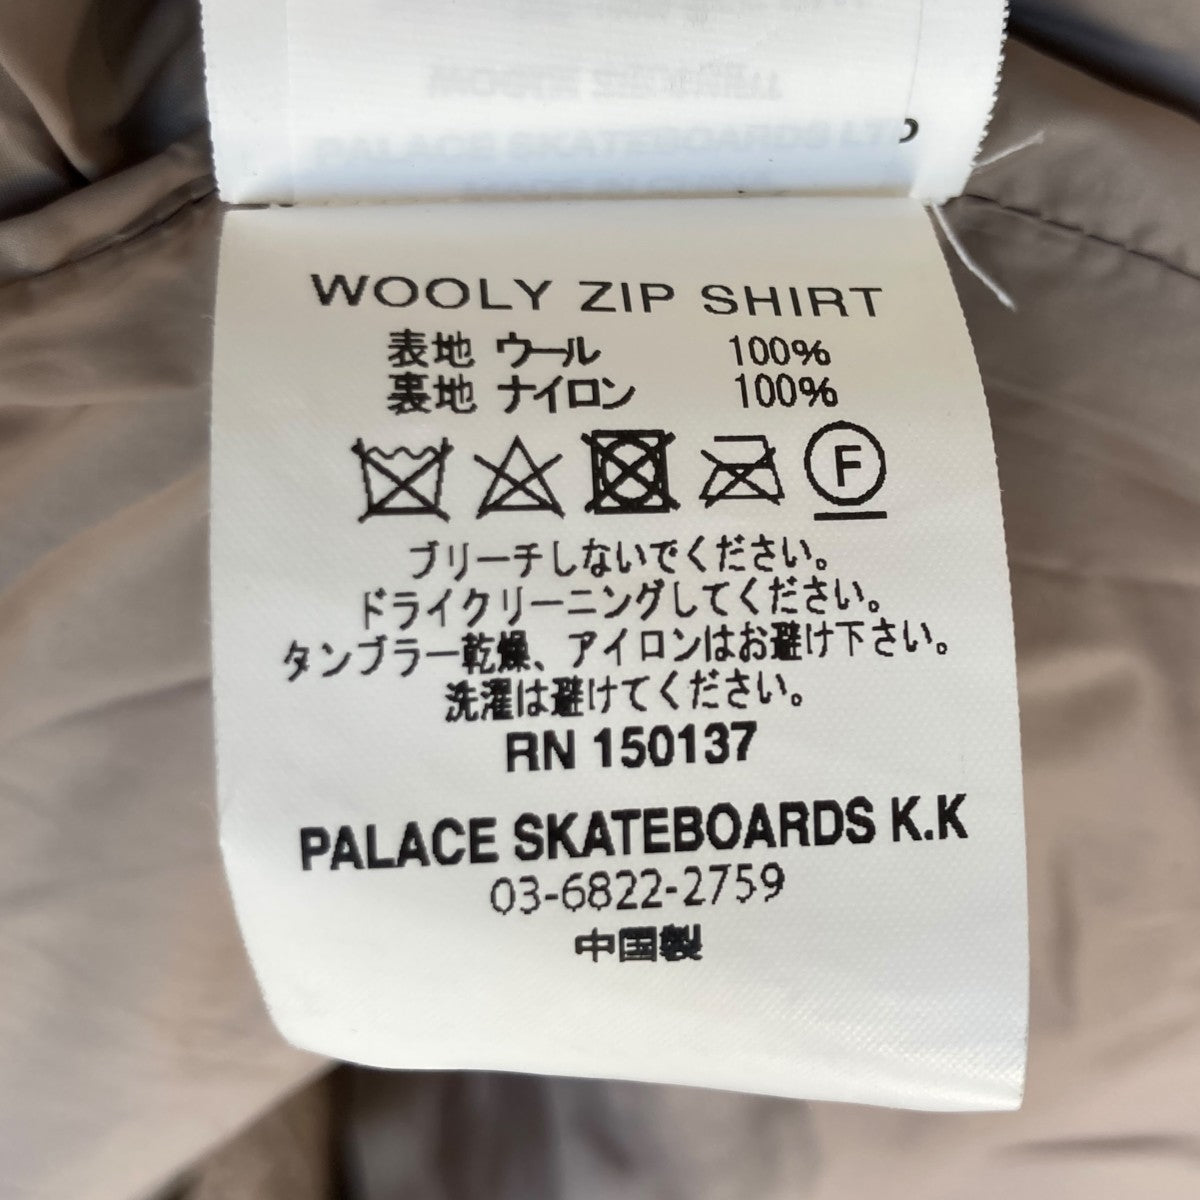 PALACE SKATEBOARDS LTD
WOOLY ZIP SHIRT
表地 ウール 100%
裏地 ナイロン 100%
F
ブリーチしないでください。
ドライクリーニングしてください。
タンブラー乾燥、アイロンはお避け下さい。
洗濯は避けてください。
RN 150137
PALACE SKATEBOARDS K.K
03-6822-2759
中国製